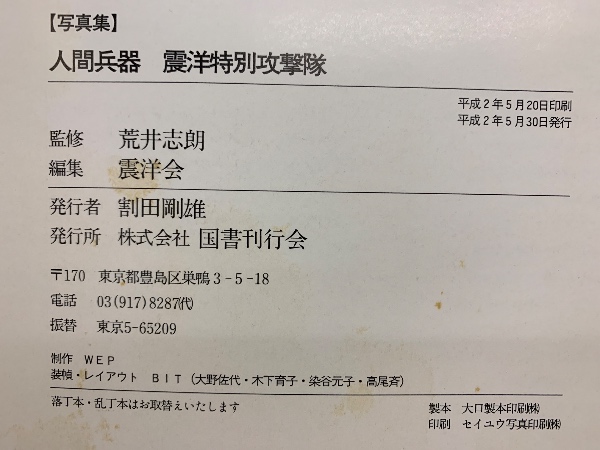 【写真集】
人間兵器 震洋特別攻撃隊
平成2年5月20日印刷
平成2年5月30日発行
監修 荒井志朗
編集 震洋会
発行者 割田剛雄
発行所 株式会社 国書刊行会
〒170 東京都豊島区巣鴨3-5-18
電話 03(917)8287㈹
振替 東京5-65209
制作 WEP
装幀・レイアウト BIT(大野佐代・木下育子・染谷元子・高尾斉)
落丁本・乱丁本はお取替えいたします
製本 大口製本印刷㈱
印刷 セイユウ写真印刷㈱